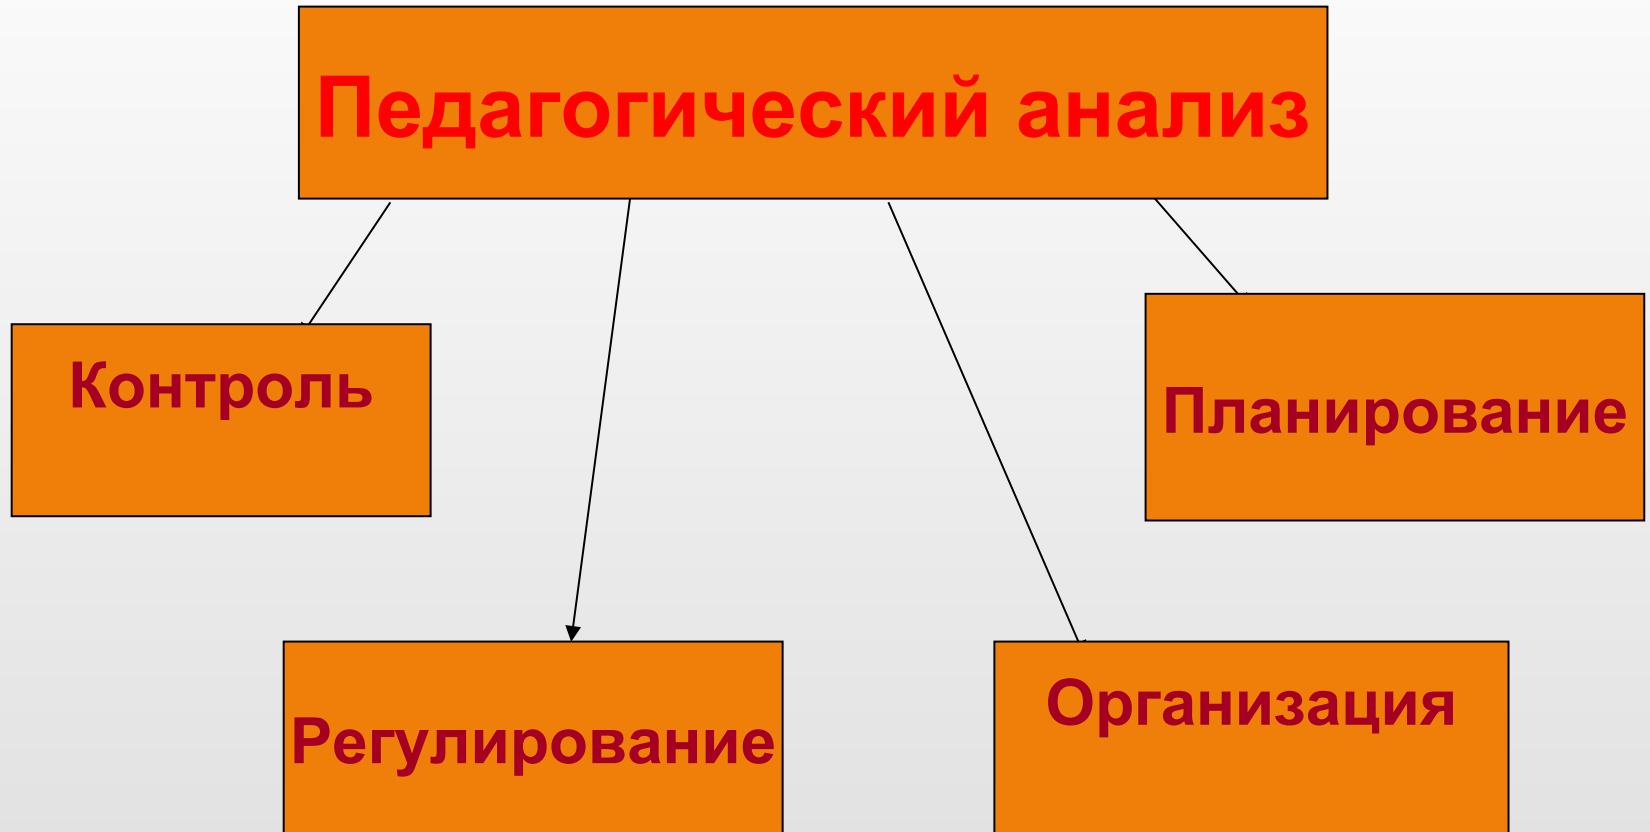 Педагогический анализ
Контроль
Планирование
Регулирование
Организация